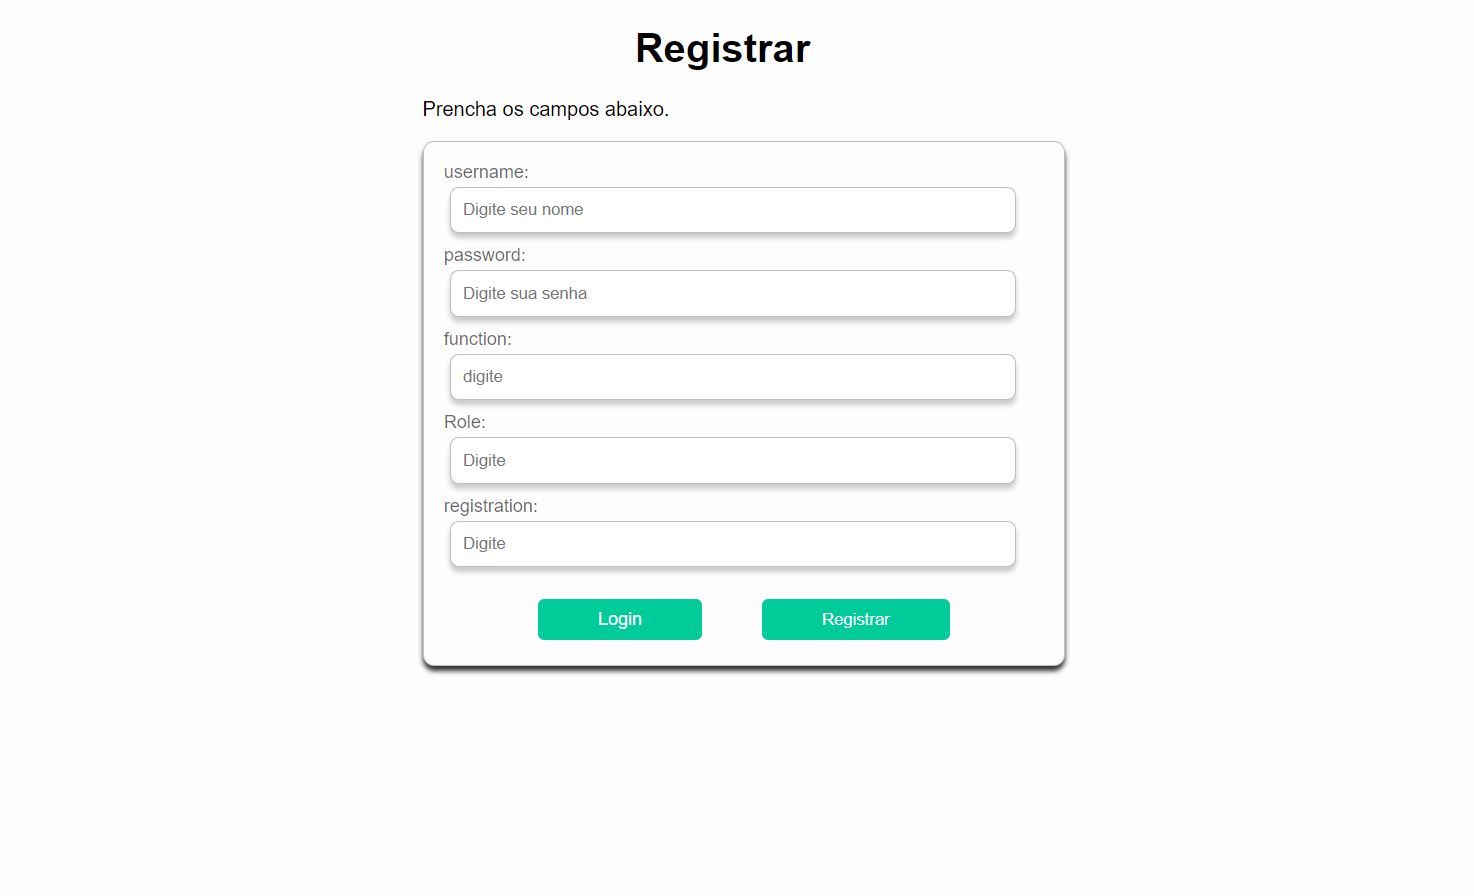 Registrar
Prencha os campos abaixo.
username:
Digite seu nome
password:
Digite sua senha
function:
digite
Role:
Digite
registration:
Digite
Login Registrar